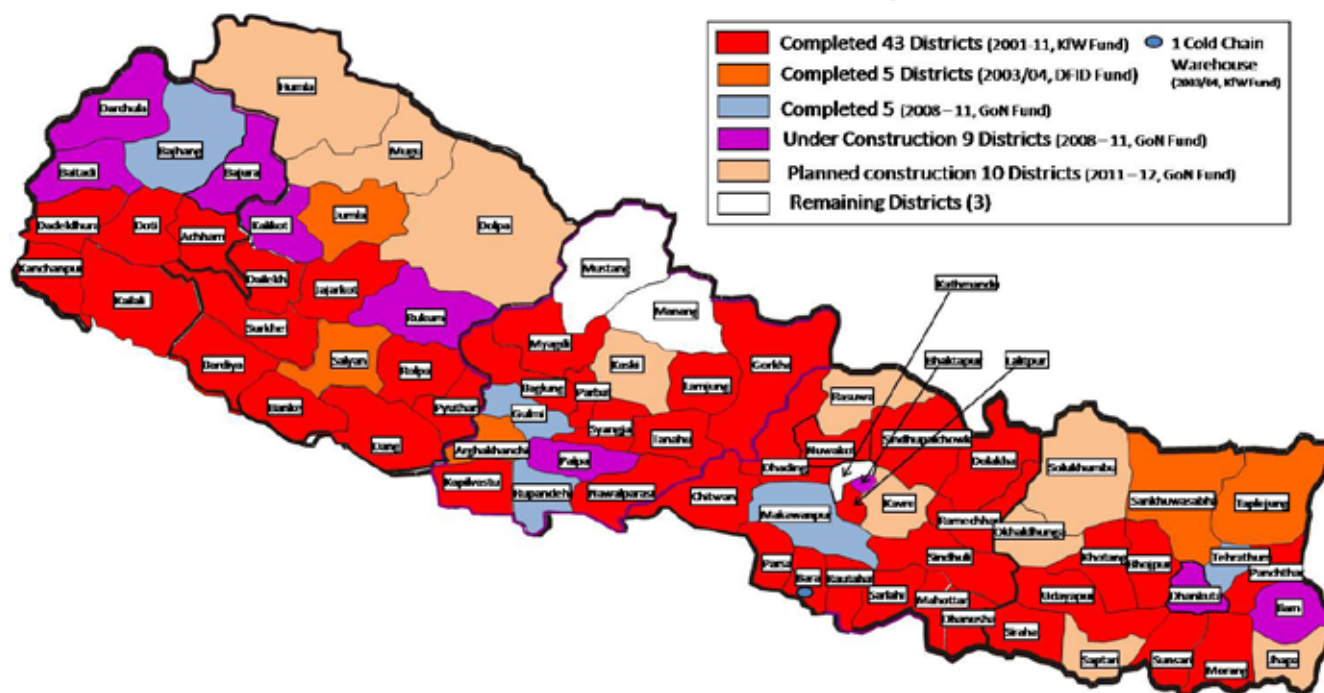 Completed 43 Districts (2001-11, KfW Fund)
1 Cold Chain
Warehouse
(2003/04, KfW Fund)
Completed 5 Districts (2003/04, DFID Fund)
Completed 5 (2008–11, GoN Fund)
Under Construction 9 Districts (2008–11, GoN Fund)
Planned construction 10 Districts (2011–12, GoN Fund)
Remaining Districts (3)
Humla
Darchula
Bajhang
Mugu
Baitadi
Bajura
Jumla
Dolpa
Dadeldhura
Doti
Achham
Kalikot
Kanchanpur
Dailekh
Jajarkot
Mustang
Kailali
Manang
Kathmandu
Rukum
Surkhet
Myagdi
Bardiya
Salyan
Rolpa
Kaski
Gorkha
Bhaktapur
Lalitpur
Lamjung
Baglung
Parbat
Rasuwa
Banke
Pyuthan
Gulmi
Syangja
Tanahu
Sindhupalchowk
Dang
Nuwakot
Arghakhanchi
Palpa
Dhading
Dolakha
Solukhumbu
Kapilvastu
Rupandehi
Nawalparasi
Chitwan
Sankhuwasabha
Taplejung
Makawanpur
Kavre
Ramechhap
Okhaldhunga
Sindhuli
Khotang
Bhojpur
Tehrathum
Panchthar
Parsa
Bara
Rautahat
Sarlahi
Mahottari
Udayapur
Dhankuta
Ilam
Dhanusha
Siraha
Saptari
Sunsari
Morang
Jhapa